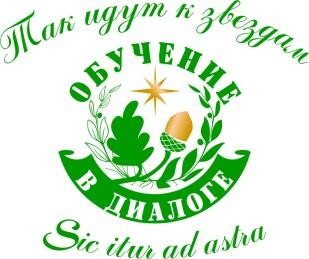 Так идут к звездам
ОБУЧЕНИЕ
В ДИАЛОГЕ
Sic itur ad astra